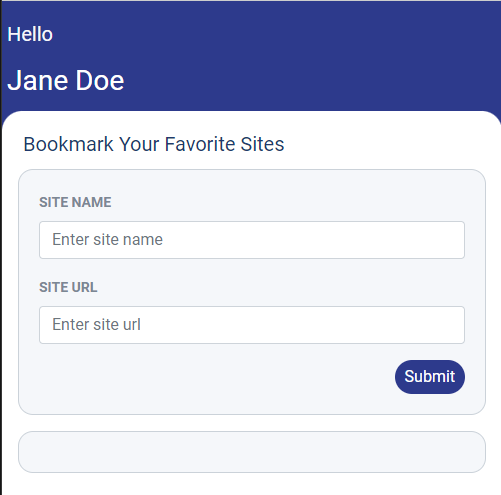 Hello
Jane Doe
Bookmark Your Favorite Sites
SITE NAME
Enter site name
SITE URL
Enter site url
Submit